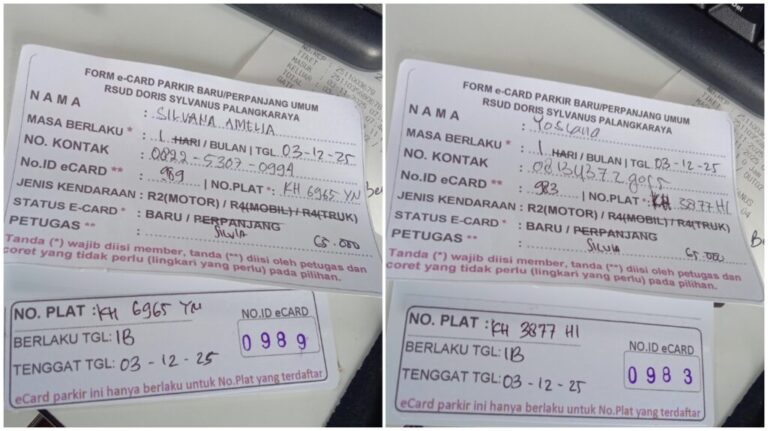 FORM e-CARD PARKIR BARU/PERPANJANG UMUM
RSUD DORIS SYLVANUS PALANGKARAYA
NAMA : SILVANA AMELIA
MASA BERLAKU * : 1 HARI / BULAN | TGL. 03-12-25
NO. KONTAK : 0822-5307-0994
No.ID eCARD ** : 989 | NO.PLAT * : KH 6965 YN
JENIS KENDARAAN : R2(MOTOR) / R4(MOBIL) / R4(TRUK)
STATUS E-CARD * : BARU / PERPANJANG
PETUGAS ** : Silvia 65.000
Tanda (*) wajib diisi member, tanda (**) diisi oleh petugas dan
coret yang tidak perlu (lingkari yang perlu) pada pilihan.
NO. PLAT : KH 6965 YN
BERLAKU TGL: 1B
TENGGAT TGL: 03-12-25
NO.ID eCARD
0989
eCard parkir ini hanya berlaku untuk No.Plat yang terdaftar
FORM e-CARD PARKIR BARU/PERPANJANG UMUM
RSUD DORIS SYLVANUS PALANGKARAYA
NAMA : Yosiana
MASA BERLAKU * : 1 HARI / BULAN | TGL. 03-12-25
NO. KONTAK :
No.ID eCARD ** : 983 | NO.PLAT * : KH 3877 HI
JENIS KENDARAAN : R2(MOTOR) / R4(MOBIL) / R4(TRUK)
STATUS E-CARD * : BARU / PERPANJANG
PETUGAS ** : Silvia 65.000
Tanda (*) wajib diisi member, tanda (**) diisi oleh petugas dan
coret yang tidak perlu (lingkari yang perlu) pada pilihan.
NO. PLAT : KH 3877 HI
BERLAKU TGL: 1B
TENGGAT TGL: 03-12-25
NO.ID eCARD
0983
eCard parkir ini hanya berlaku untuk No.Plat yang terdaftar